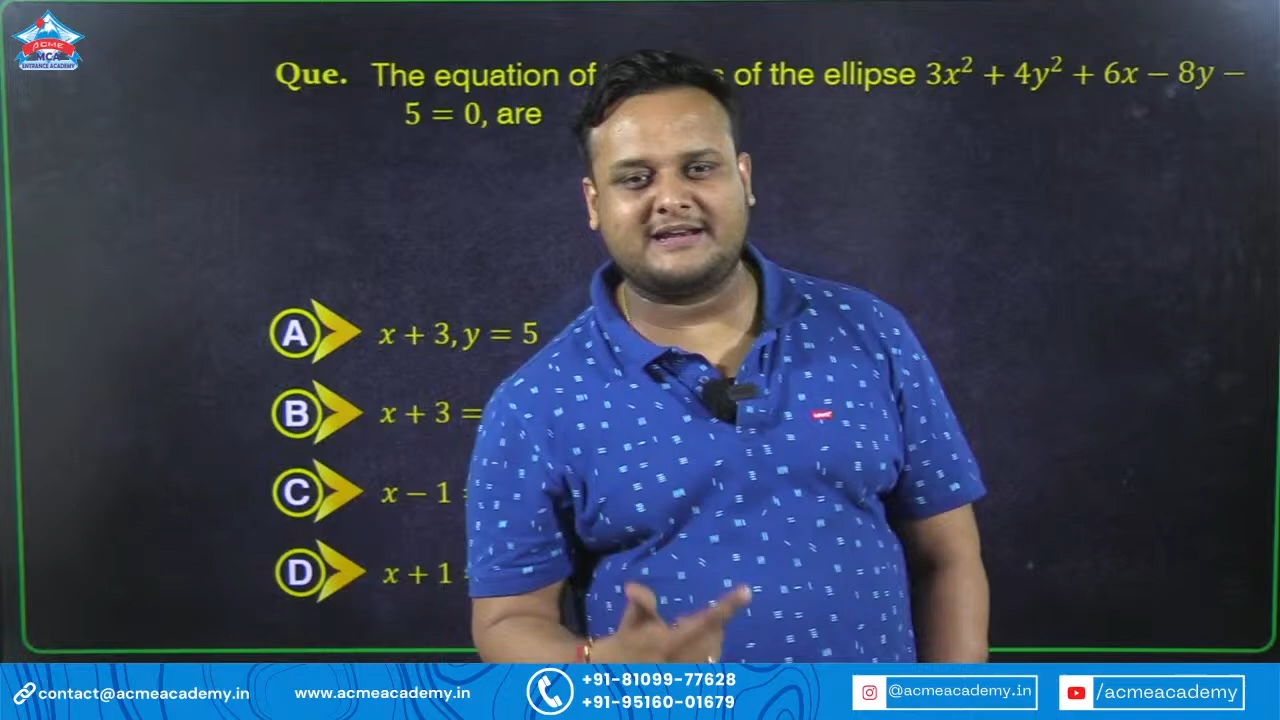 ACME
MCA
ENTRANCE ACADEMY
Que. The equation of s of the ellipse 3x² + 4y² + 6x − 8y −
5 = 0, are
A x + 3, y = 5
B x + 3 =
C x − 1
D x + 1
contact@acmeacademy.in
www.acmeacademy.in
+91-81099-77628
+91-95160-01679
@acmeacademy.in
/acmeacademy